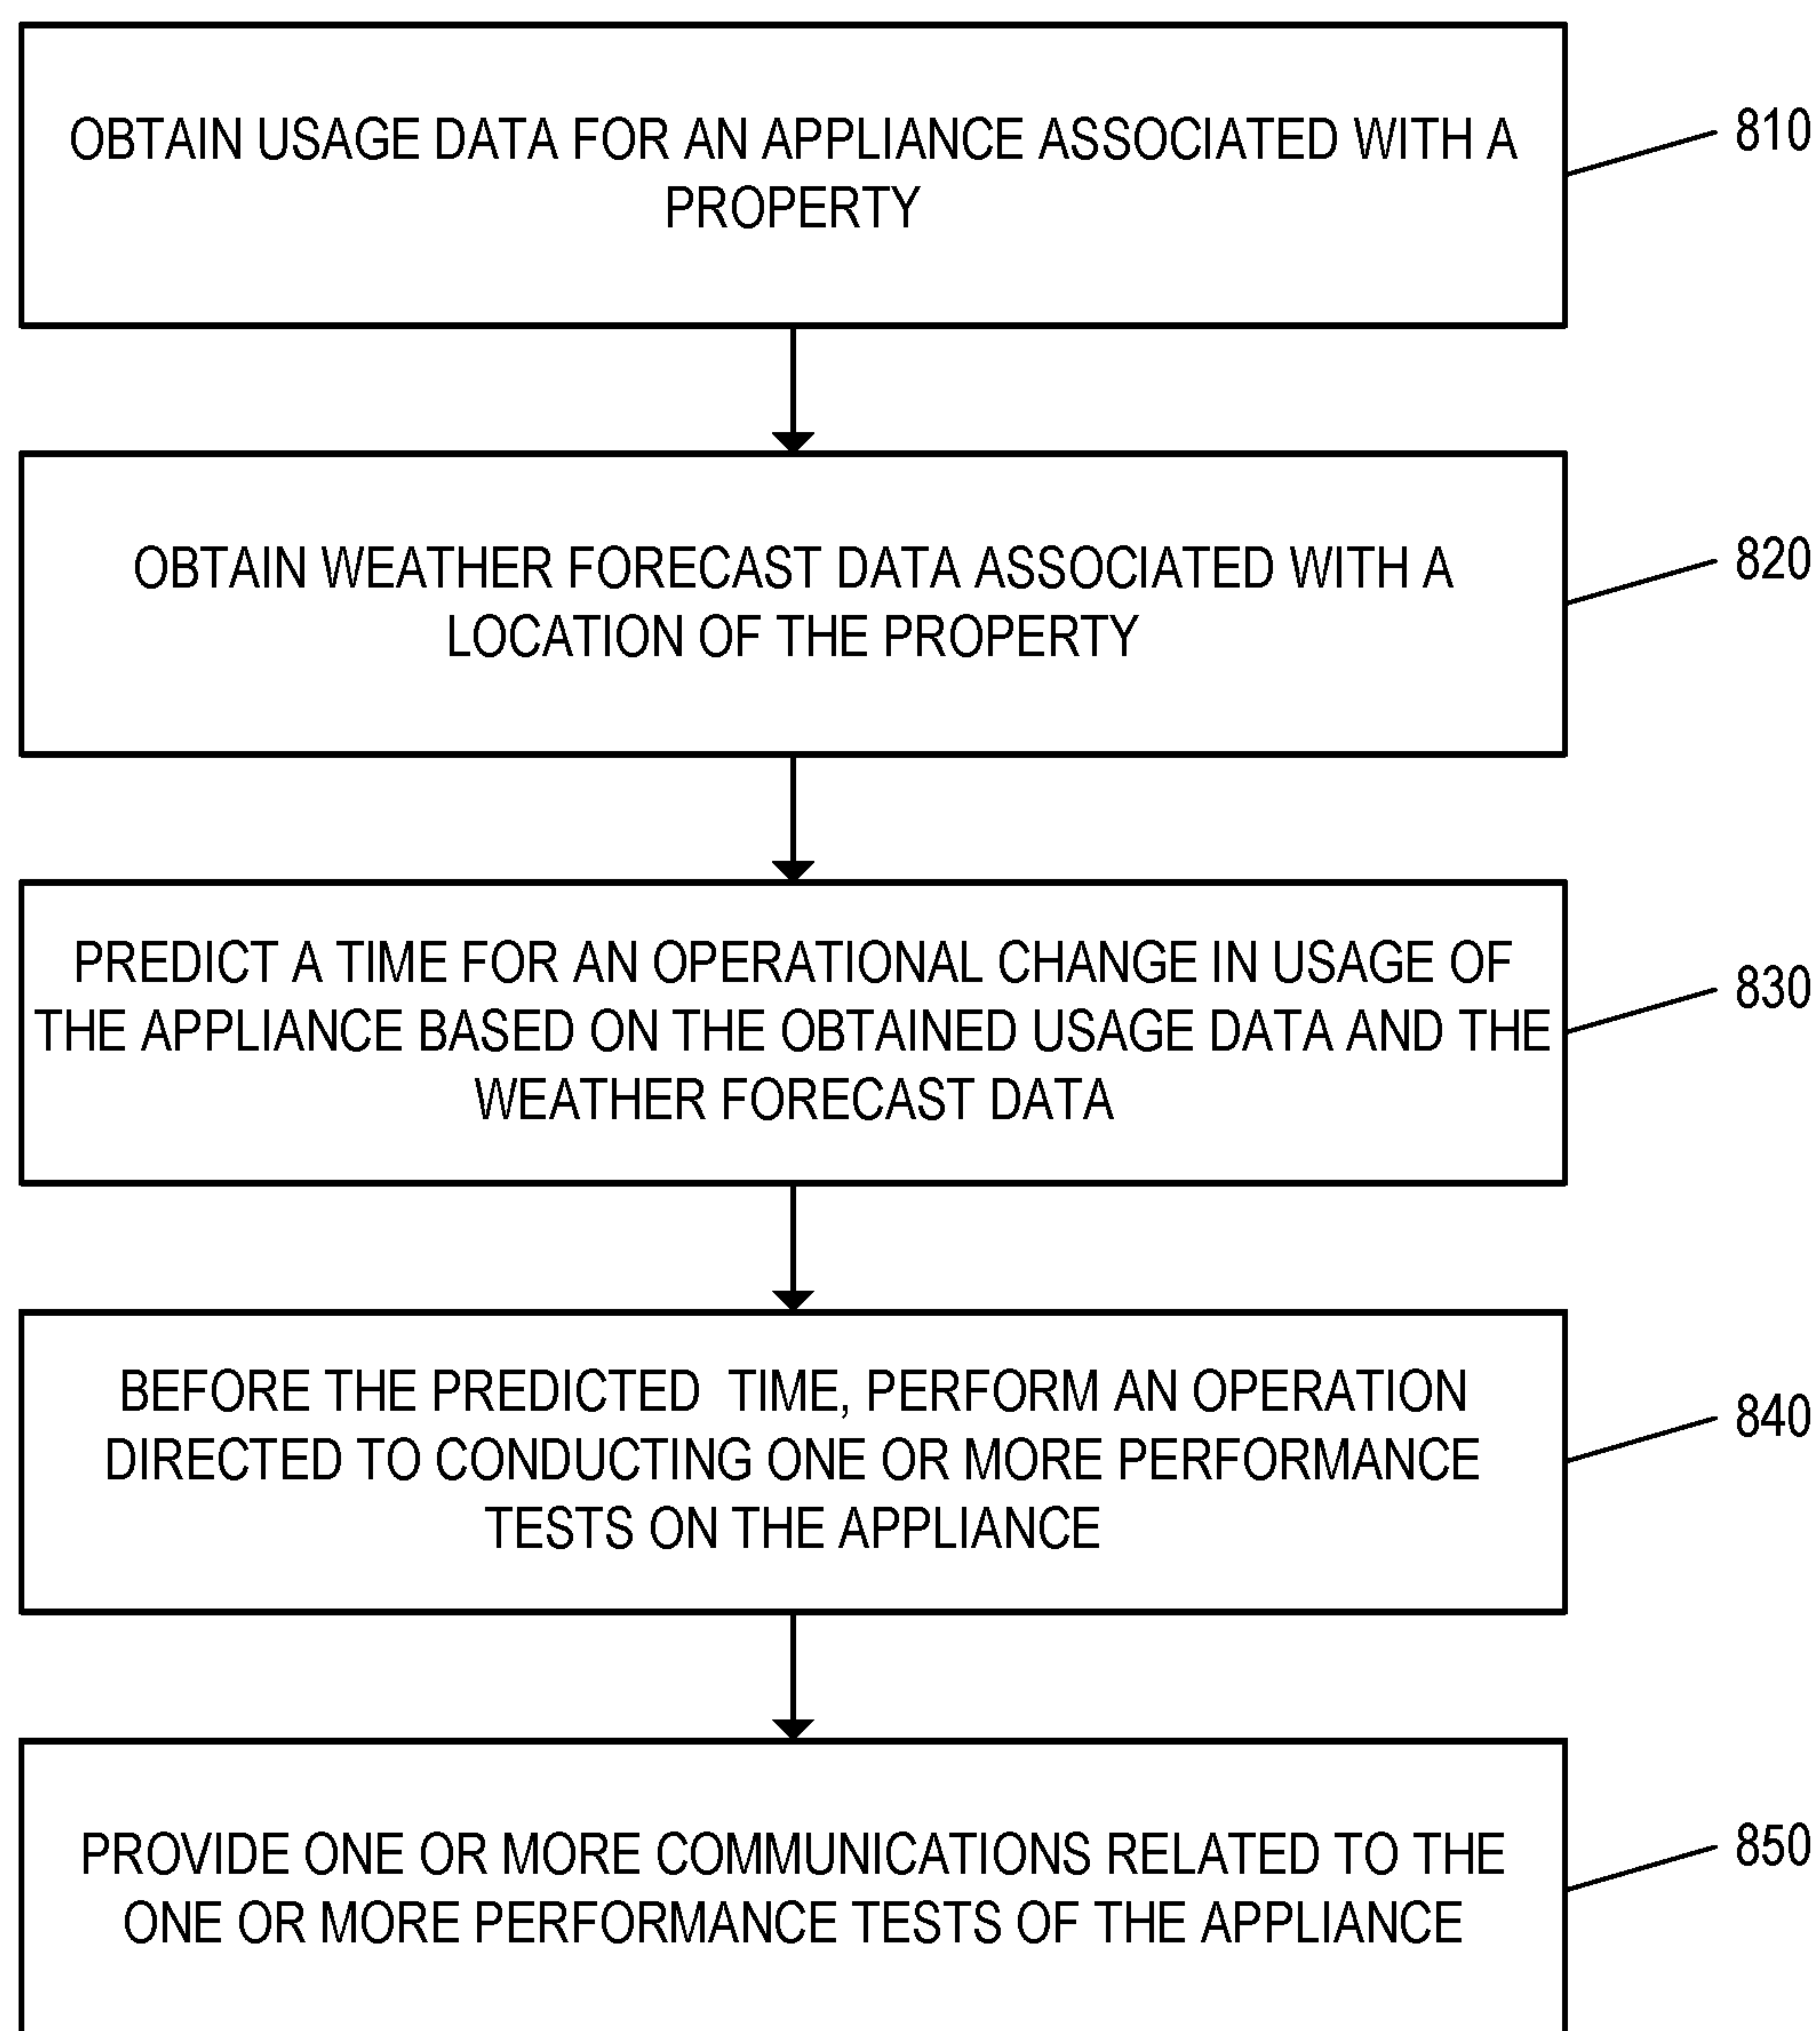 OBTAIN USAGE DATA FOR AN APPLIANCE ASSOCIATED WITH A
PROPERTY
810
OBTAIN WEATHER FORECAST DATA ASSOCIATED WITH A
LOCATION OF THE PROPERTY
820
PREDICT A TIME FOR AN OPERATIONAL CHANGE IN USAGE OF
THE APPLIANCE BASED ON THE OBTAINED USAGE DATA AND THE
WEATHER FORECAST DATA
830
BEFORE THE PREDICTED TIME, PERFORM AN OPERATION
DIRECTED TO CONDUCTING ONE OR MORE PERFORMANCE
TESTS ON THE APPLIANCE
840
PROVIDE ONE OR MORE COMMUNICATIONS RELATED TO THE
ONE OR MORE PERFORMANCE TESTS OF THE APPLIANCE
850